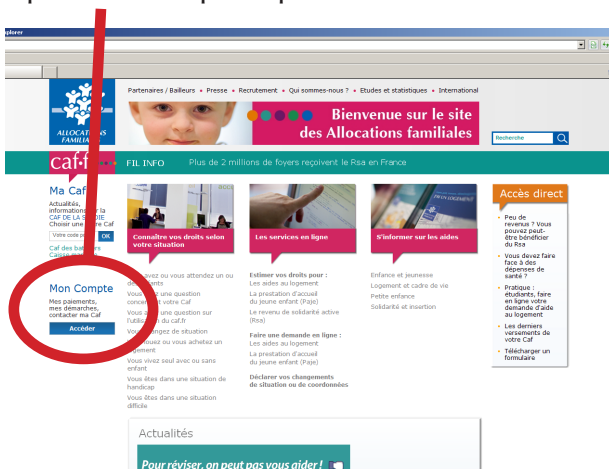 Partenaires / Bailleurs • Presse • Recrutement • Qui sommes-nous ? • Etudes et statistiques • International
ALLOCATIONS
FAMILIALES
Bienvenue sur le site
des Allocations familiales
Recherche
caf.fr
FIL INFO
Plus de 2 millions de foyers reçoivent le Rsa en France
Ma Caf
Actualités,
CAF DE LA
Choisir une Caf
Votre code
OK
Caf des
Mon Compte
Mes paiements,
mes démarches,
contacter ma Caf
Accéder
Connaître vos droits selon
votre situation
avez ou vous attendez un ou
question
votre Caf
une question sur
l'utilisation du caf.fr
changez de situation
ou vous achetez un
logement
Vous vivez seul avec ou sans
enfant
Vous êtes dans une situation de
handicap
Vous êtes dans une situation
difficile
Les services en ligne
Estimer vos droits pour :
Les aides au logement
La prestation d'accueil
du jeune enfant (Paje)
Le revenu de solidarité active
(Rsa)
Faire une demande en ligne :
Les aides au logement
La prestation d'accueil
du jeune enfant (Paje)
Déclarer vos changements
de situation ou de coordonnées
S'informer sur les aides
Enfance et jeunesse
Logement et cadre de vie
Petite enfance
Solidarité et insertion
Accès direct
• Peu de
revenus ? Vous
pouvez peut-
être bénéficier
du Rsa
• Vous devez faire
face à des
dépenses de
santé ?
• Pratique :
étudiants, faire
en ligne votre
demande d'aide
au logement
• Les derniers
versements de
votre Caf
• Télécharger un
formulaire
Actualités
Pour réviser, on peut pas vous aider !